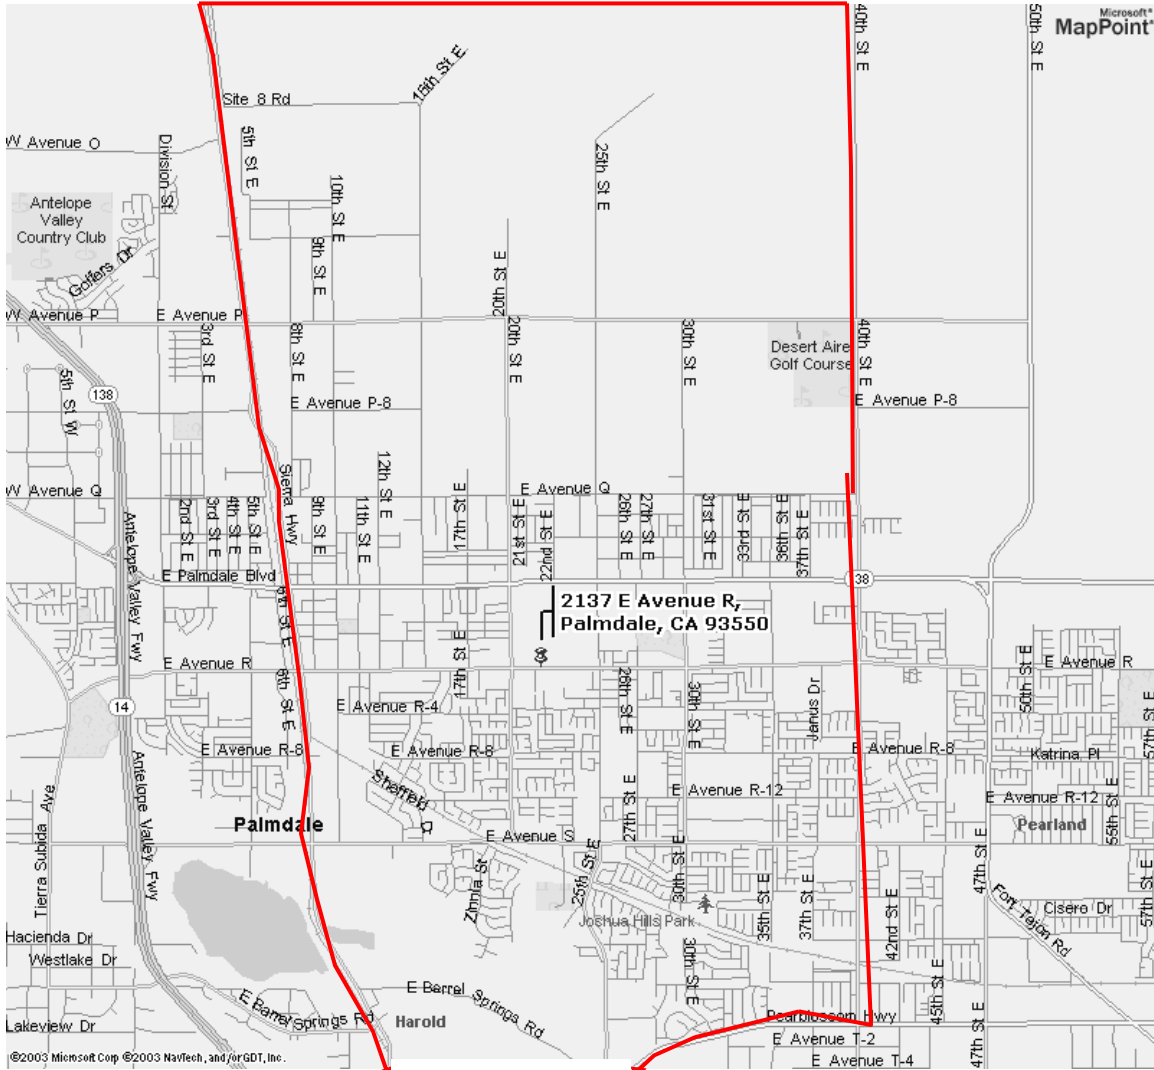 Microsoft®
MapPoint®
40th St E
50th St E
Site 8 Rd
16th St E
W Avenue O
Division St
5th St E
25th St E
10th St E
Antelope
Valley
Country Club
Goffers Dr
9th St E
20th St E
W Avenue P
E Avenue P
3rd St E
8th St E
20th St E
30th St E
40th St E
Desert Aire
Golf Course
138
5th St W
E Avenue P-8
E Avenue P-8
Sierra Hwy
12th St E
W Avenue Q
E Avenue Q
2nd St E
3rd St E
4th St E
5th St E
9th St E
11th St E
17th St E
21st St E
22nd St E
26th St E
27th St E
31st St E
33rd St E
36th St E
37th St E
Antelope Valley Fwy
E Palmdale Blvd
38
6th St E
2137 E Avenue R,
Palmdale, CA 93550
E Avenue R
17th St E
E Avenue R
6th St E
28th St E
30th St E
Janus Dr
50th St E
57th St E
14
E Avenue R-4
E Avenue R-8
E Avenue R-8
E Avenue R-8
Katrina Pl
Antelope Valley Fwy
Sheffield
27th St E
E Avenue R-12
E Avenue R-12
Tierra Subida Ave
Palmdale
E Avenue S
Pearland
55th St E
Zinnia St
25th St E
30th St E
35th St E
37th St E
42nd St E
47th St E
Fort Tejon Rd
Cisero Dr
57th St E
Joshua Hills Park
Hacienda Dr
Westlake Dr
30th St E
45th St E
E Barrel Springs Rd
E Barrel Springs Rd
Lakeview Dr
Harold
Pearblossom Hwy
E Avenue T-2
47th St E
E Avenue T-4
©2003 Microsoft Corp ©2003 NavTech, and/or GDT, Inc.